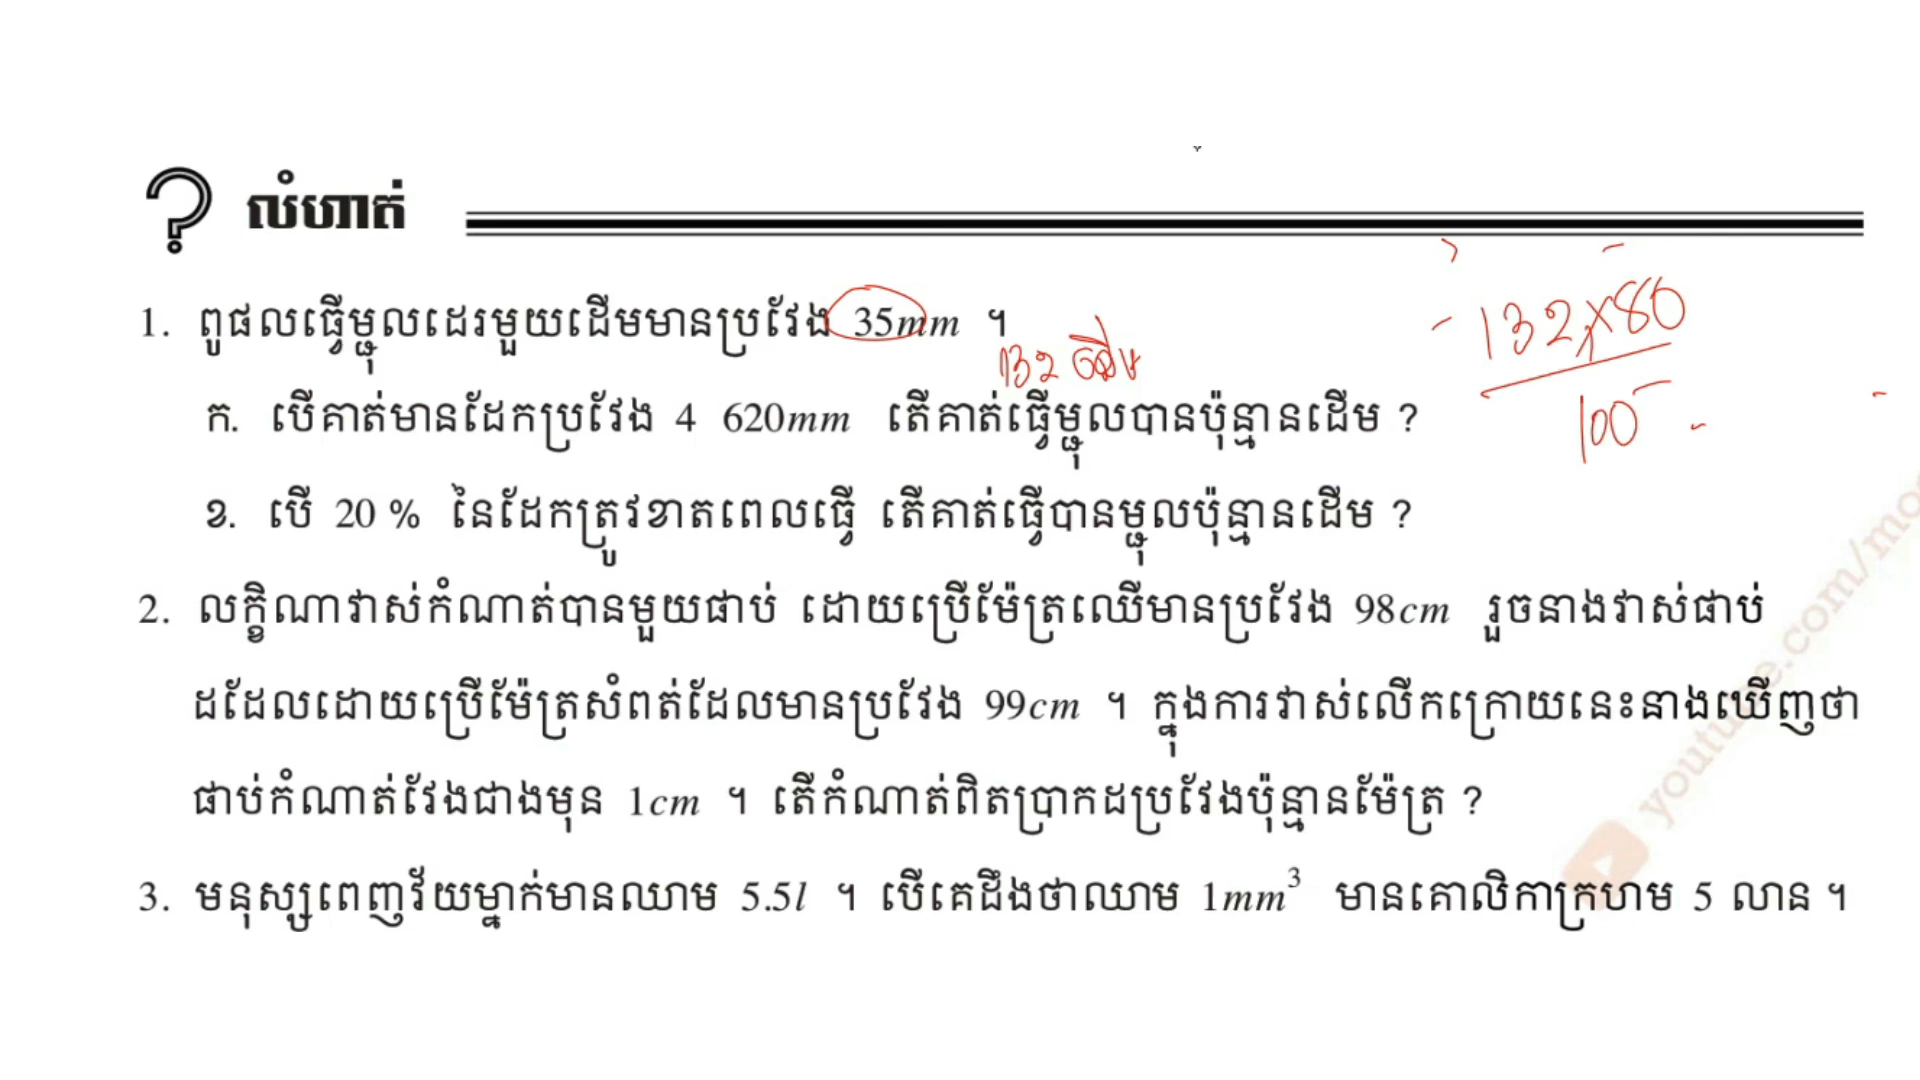 លំហាត់
1. ពូផលធ្វើម្ជុលដេរមួយដើមមានប្រវែង 35mm ។
132 ដើម
132 x 80
100
ក. បើគាត់មានដែកប្រវែង 4 620mm តើគាត់ធ្វើម្ជុលបានប៉ុន្មានដើម ?
ខ. បើ 20 % នៃដែកត្រូវខាតពេលធ្វើ តើគាត់ធ្វើបានម្ជុលប៉ុន្មានដើម ?
2. លក្ខិណាវាស់កំណាត់បានមួយផាប់ ដោយប្រើម៉ែត្រឈើមានប្រវែង 98cm រួចនាងវាស់ផាប់
ដដែលដោយប្រើម៉ែត្រសំពត់ដែលមានប្រវែង 99cm ។ ក្នុងការវាស់លើកក្រោយនេះនាងឃើញថា
ផាប់កំណាត់វែងជាងមុន 1cm ។ តើកំណាត់ពិតប្រាកដប្រវែងប៉ុន្មានម៉ែត្រ ?
3. មនុស្សពេញវ័យម្នាក់មានឈាម 5.5l ។ បើគេដឹងថាឈាម 1mm³ មានគោលិកាក្រហម 5 លាន ។
youtube.com/mo